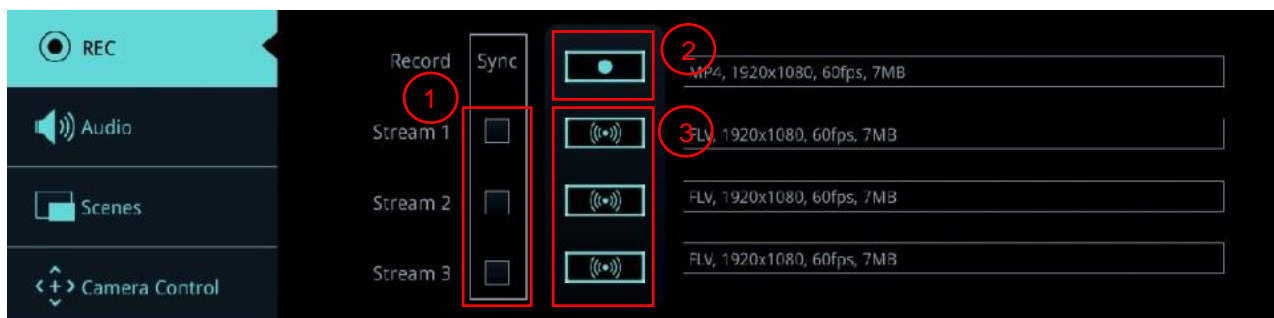 REC
Audio
Scenes
Camera Control
Record Sync
2
MP4, 1920x1080, 60fps, 7MB
1
Stream 1
3
FLV, 1920x1080, 60fps, 7MB
Stream 2
FLV, 1920x1080, 60fps, 7MB
Stream 3
FLV, 1920x1080, 60fps, 7MB